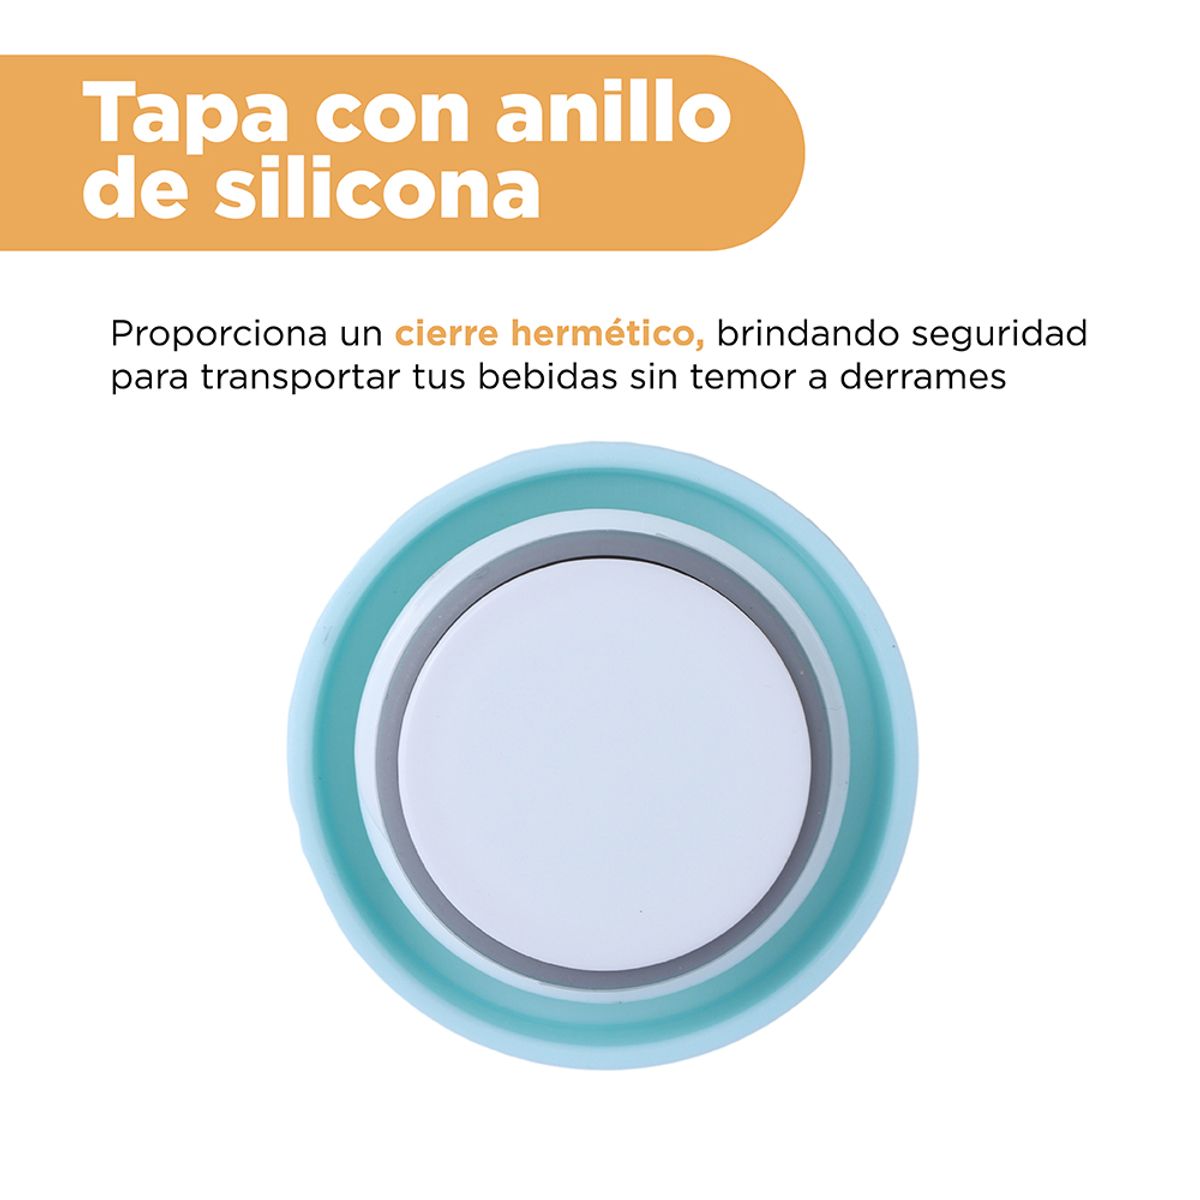 Tapa con anillo
de silicona
Proporciona un cierre hermético, brindando seguridad
para transportar tus bebidas sin temor a derrames